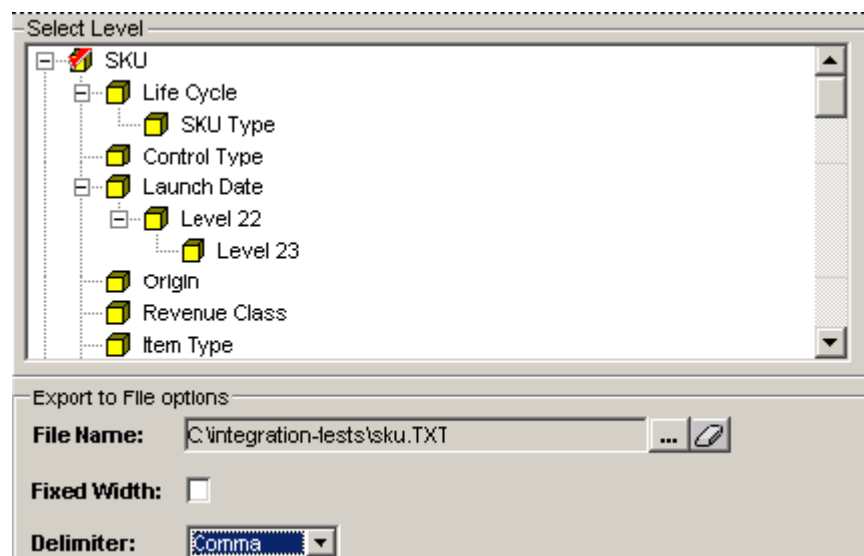 Select Level
SKU
Life Cycle
SKU Type
Control Type
Launch Date
Level 22
Level 23
Origin
Revenue Class
Item Type
Export to File options
File Name: C:\integration-tests\sku.TXT ...
Fixed Width:
Delimiter: Comma